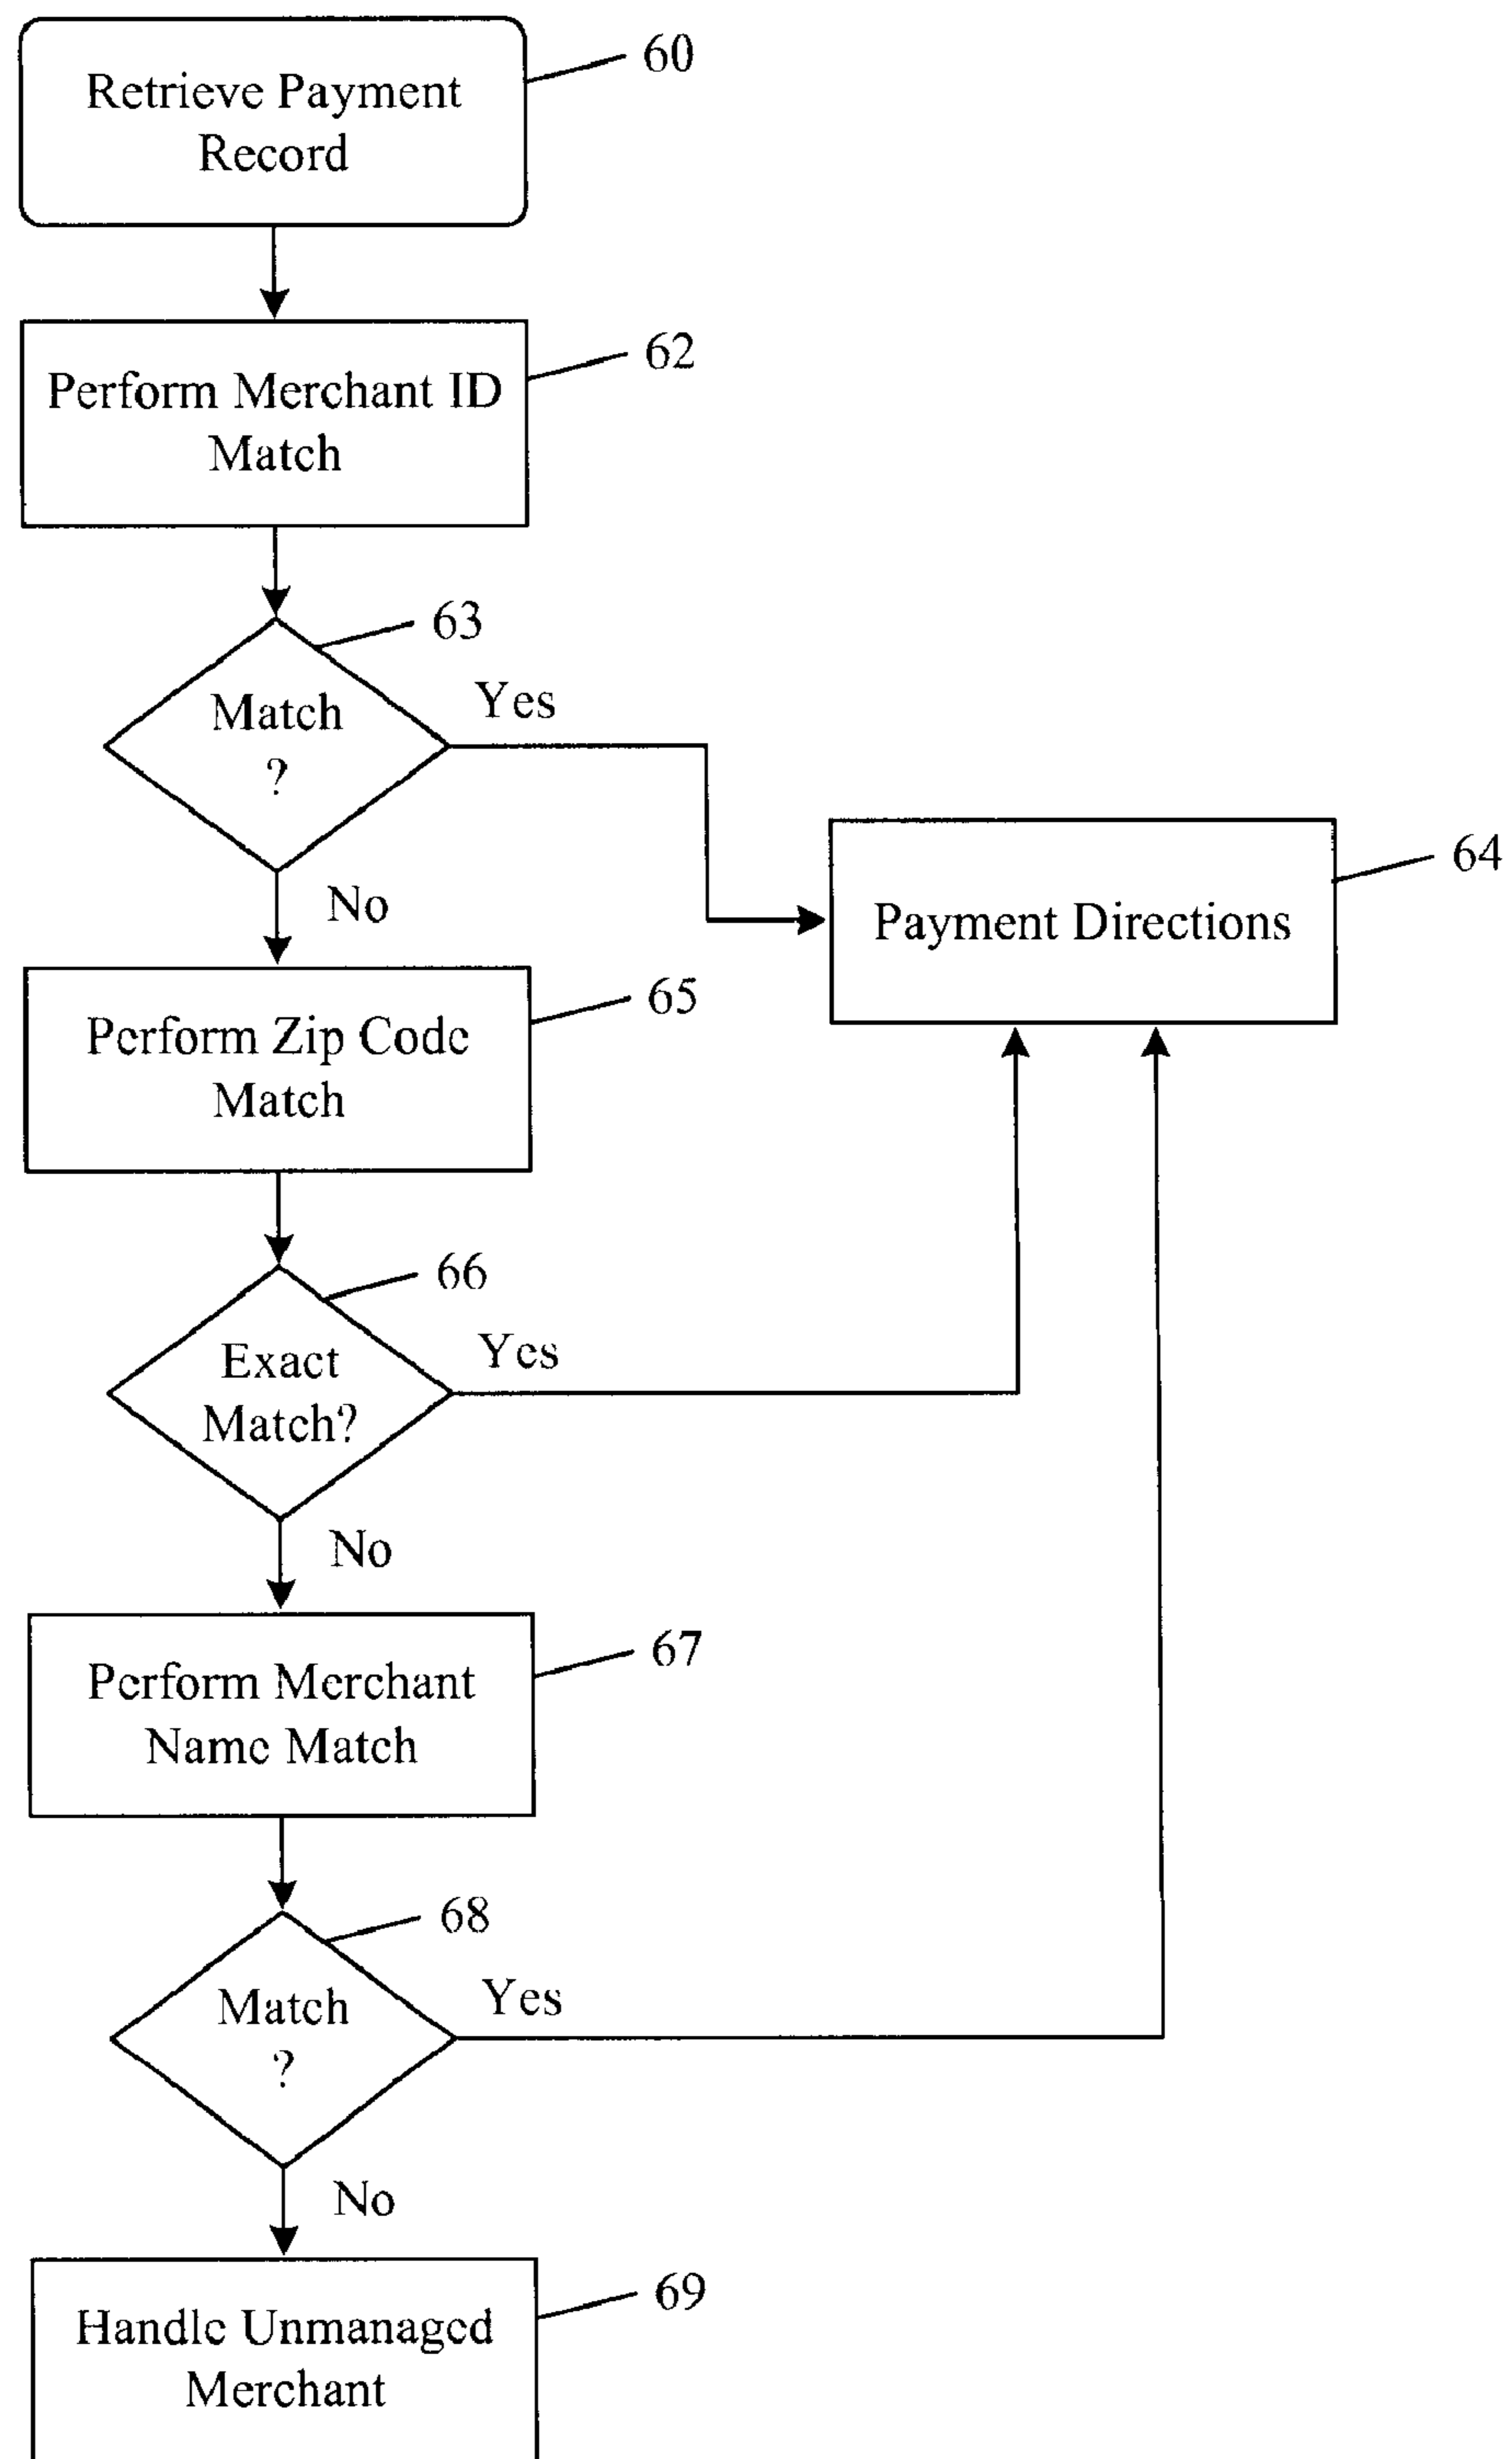 Retrieve Payment
Record
60
Perform Merchant ID
Match
62
63
Match
?
Yes
No
Payment Directions
64
Perform Zip Code
Match
65
66
Exact
Match?
Yes
No
Perform Merchant
Name Match
67
68
Match
?
Yes
No
Handle Unmanaged
Merchant
69